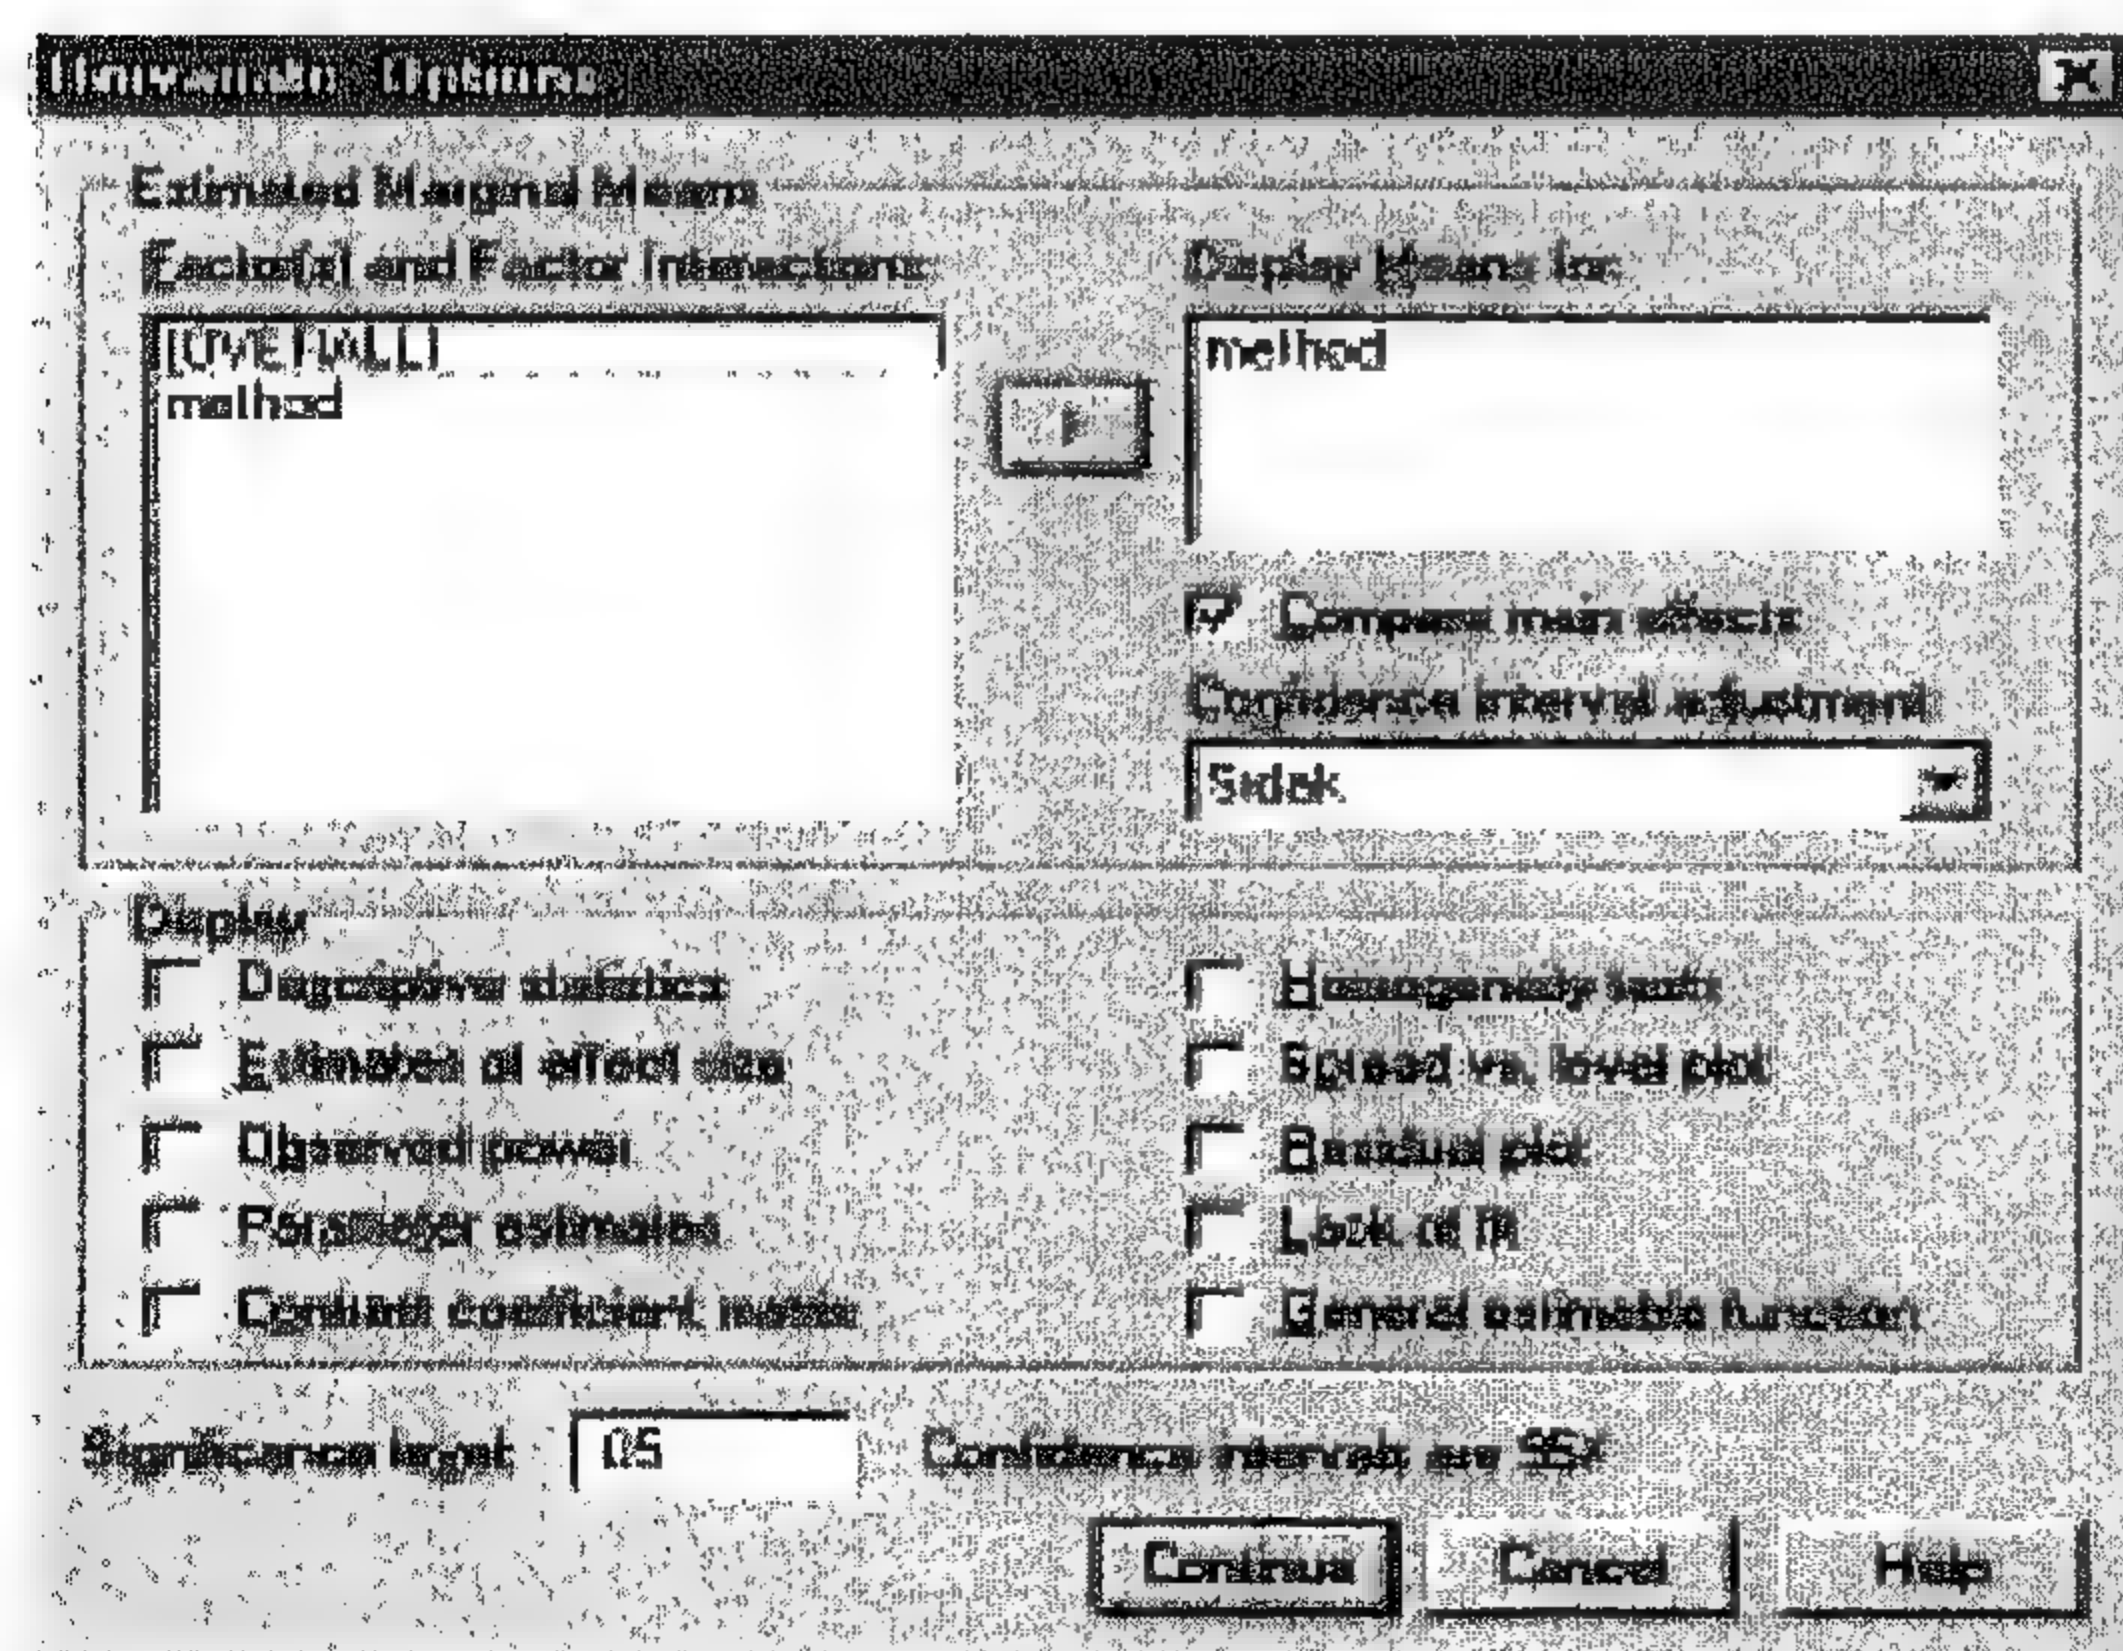 Univariate: Options
Estimated Marginal Means
Factor(s) and Factor Interactions:
(OVERALL)
method
Display Means for:
method
Compare main effects
Confidence interval adjustment
Sidak
Display
Descriptive statistics
Estimates of effect size
Observed power
Parameter estimates
Contrast coefficient matrix
Homogeneity tests
Spread vs. level plot
Residual plot
Lack of fit
General estimable function
Significance level: .05 Confidence intervals are 95%
Continue Cancel Help